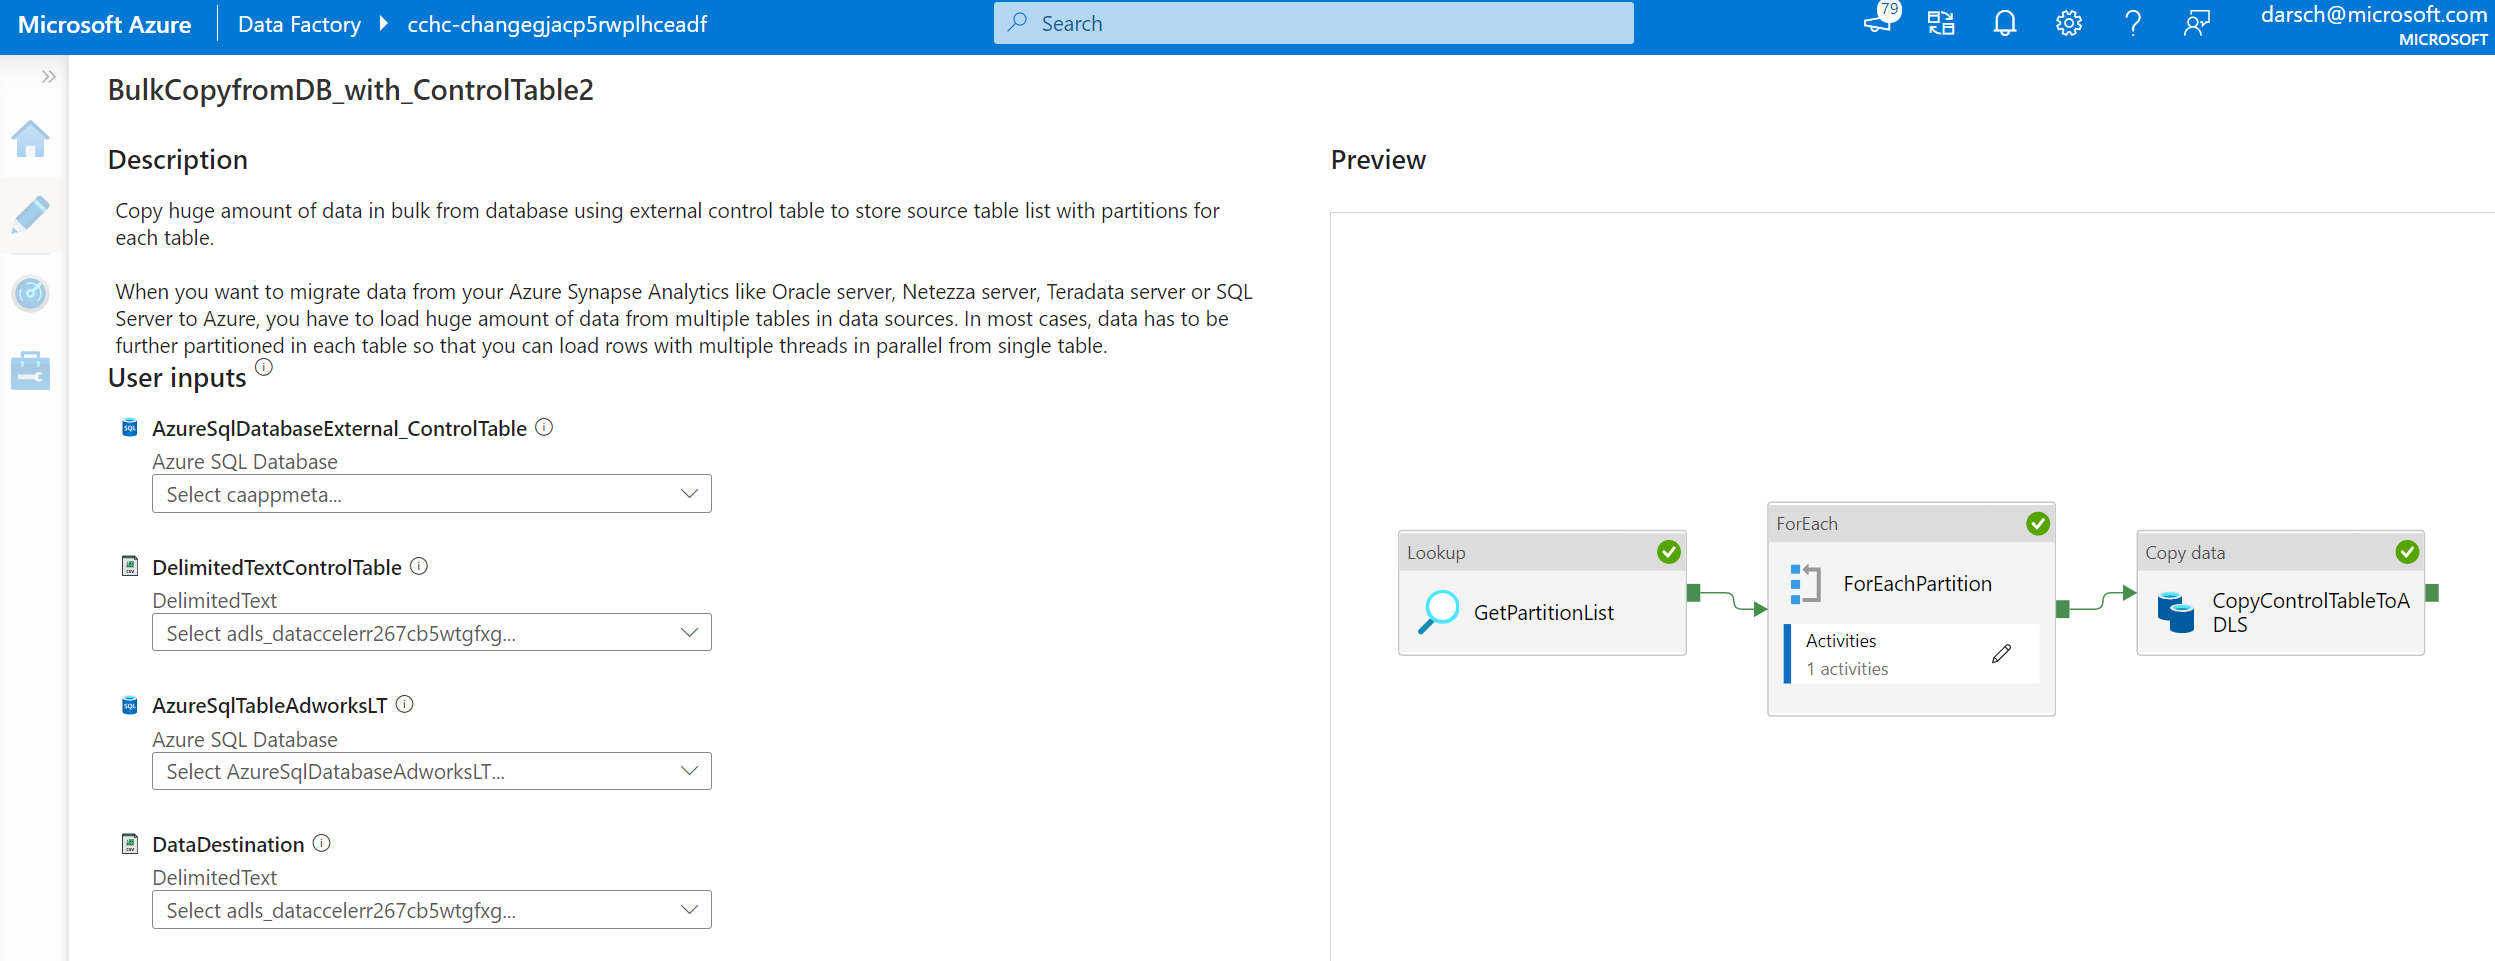 Microsoft Azure
Data Factory
cchc-changegjacp5rwplhceadf
Search
79
darsch@microsoft.com
MICROSOFT
BulkCopyfromDB_with_ControlTable2
Description
Copy huge amount of data in bulk from database using external control table to store source table list with partitions for
each table.
When you want to migrate data from your Azure Synapse Analytics like Oracle server, Netezza server, Teradata server or SQL
Server to Azure, you have to load huge amount of data from multiple tables in data sources. In most cases, data has to be
further partitioned in each table so that you can load rows with multiple threads in parallel from single table.
User inputs
AzureSqlDatabaseExternal_ControlTable
Azure SQL Database
Select caappmeta...
DelimitedTextControlTable
DelimitedText
Select adls_dataccelerr267cb5wtgfxg...
AzureSqlTableAdworksLT
Azure SQL Database
Select AzureSqlDatabaseAdworksLT...
DataDestination
DelimitedText
Select adls_dataccelerr267cb5wtgfxg...
Preview
Lookup
GetPartitionList
ForEach
ForEachPartition
Activities
1 activities
Copy data
CopyControlTableToA
DLS